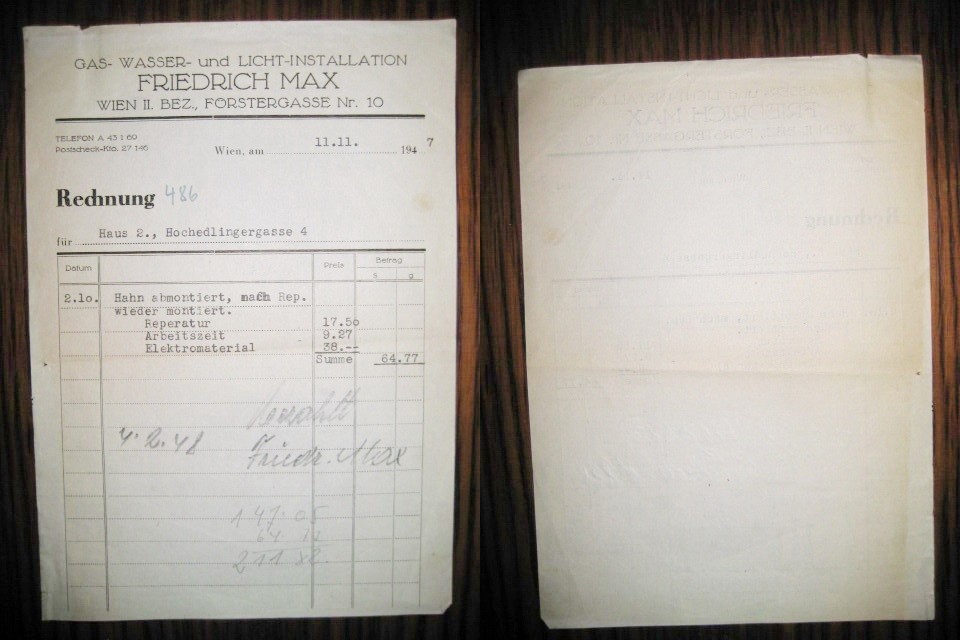 GAS- WASSER- und LICHT-INSTALLATION
FRIEDRICH MAX
WIEN II. BEZ., FÖRSTERGASSE Nr. 10
TELEFON A 43 1 60
Postscheck-Kto. 27 146
Wien, am 11.11. 1947
Rechnung 486
für Haus 2., Hochedlingergasse 4
Datum Preis Betrag
S g
2.10. Hahn abmontiert, nach Rep.
wieder montiert.
Reperatur 17.50
Arbeitszeit 9.27
Elektromaterial 38.--
Summe 64.77
bezahlt
4.2.48 Friedr. Max
147.05
64 77
211 82.